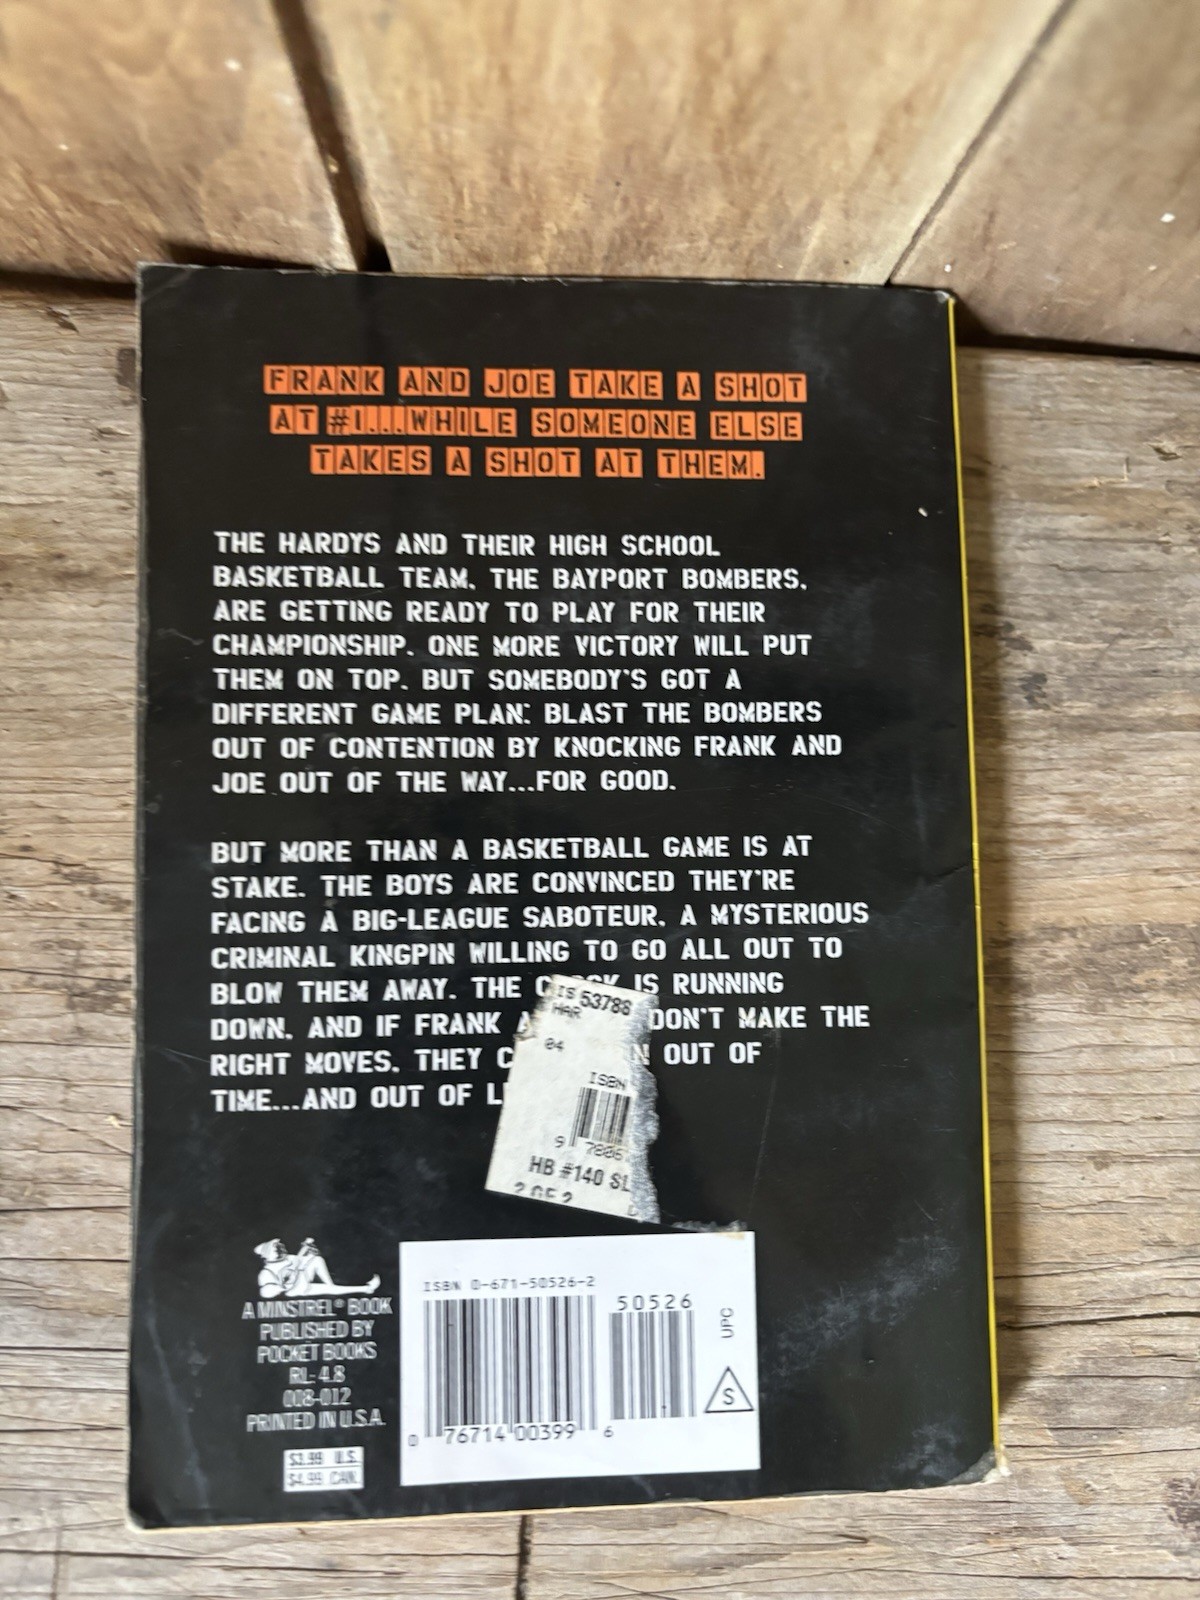 FRANK AND JOE TAKE A SHOT
AT #1...WHILE SOMEONE ELSE
TAKES A SHOT AT THEM.
THE HARDYS AND THEIR HIGH SCHOOL
BASKETBALL TEAM, THE BAYPORT BOMBERS,
ARE GETTING READY TO PLAY FOR THEIR
CHAMPIONSHIP. ONE MORE VICTORY WILL PUT
THEM ON TOP. BUT SOMEBODY'S GOT A
DIFFERENT GAME PLAN: BLAST THE BOMBERS
OUT OF CONTENTION BY KNOCKING FRANK AND
JOE OUT OF THE WAY...FOR GOOD.
BUT MORE THAN A BASKETBALL GAME IS AT
STAKE. THE BOYS ARE CONVINCED THEY'RE
FACING A BIG-LEAGUE SABOTEUR, A MYSTERIOUS
CRIMINAL KINGPIN WILLING TO GO ALL OUT TO
BLOW THEM AWAY. THE IS RUNNING
DOWN, AND IF FRANK DON'T MAKE THE
RIGHT MOVES, THEY OUT OF
TIME...AND OUT OF
IS 53788
HAR
04
ISBN
9 78067
HB #140 SL
2 OF 2
A MINSTREL® BOOK
PUBLISHED BY
POCKET BOOKS
RL: 4.8
008-012
PRINTED IN U.S.A.
$3.99 U.S.
$4.99 CAN.
ISBN 0-671-50526-2
50526
UPC
S
0 76714 00399 6